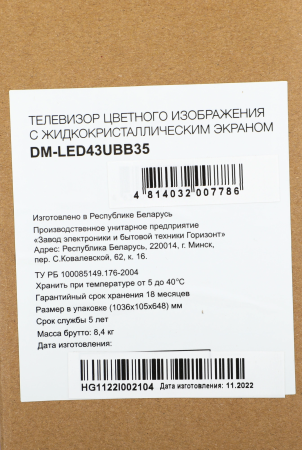 ТЕЛЕВИЗОР ЦВЕТНОГО ИЗОБРАЖЕНИЯ
С ЖИДКОКРИСТАЛЛИЧЕСКИМ ЭКРАНОМ
DM-LED43UBB35
4 814032 007786
Изготовлено в Республике Беларусь
Производственное унитарное предприятие
«Завод электроники и бытовой техники Горизонт»
Адрес: Республика Беларусь, 220014, г. Минск,
пер. С.Ковалевской, 62, к. 16
ТУ РБ 100085149.176-2004
Хранить при температуре от 5 до 40°С
Гарантийный срок хранения 18 месяцев
Размер в упаковке (1036x105x648) мм
Срок службы 5 лет
Масса брутто: 8,4 кг
Дата изготовления:
HG1122I002104 Дата изготовления: 11.2022